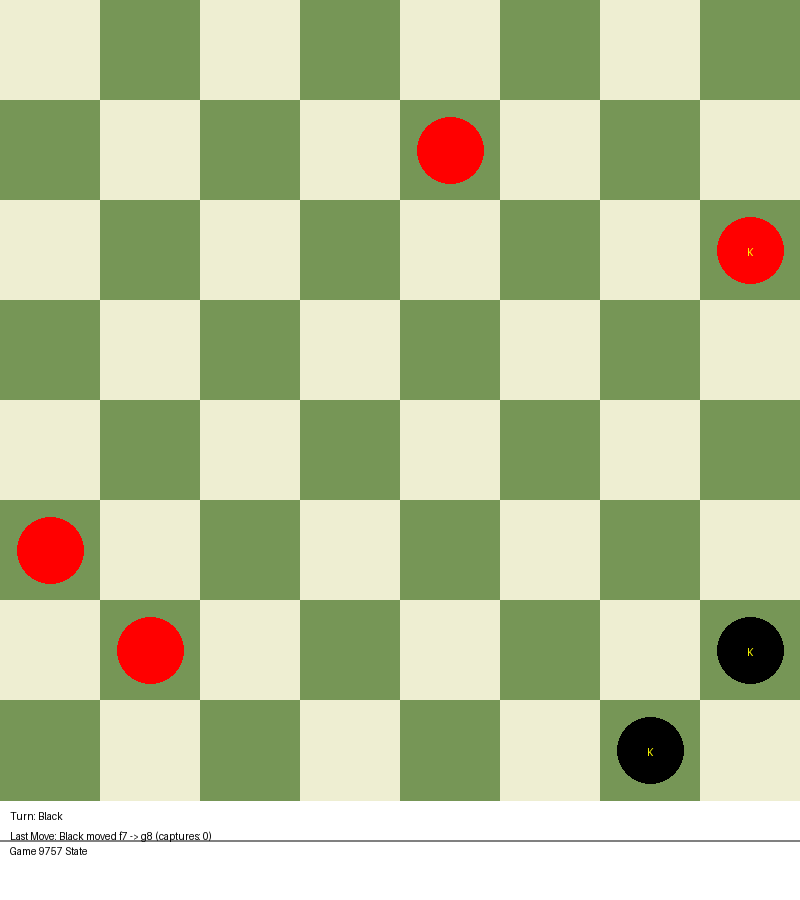 K
K
K
Turn: Black
Last Move: Black moved f7 -> g8 (captures: 0)
Game 9757 State